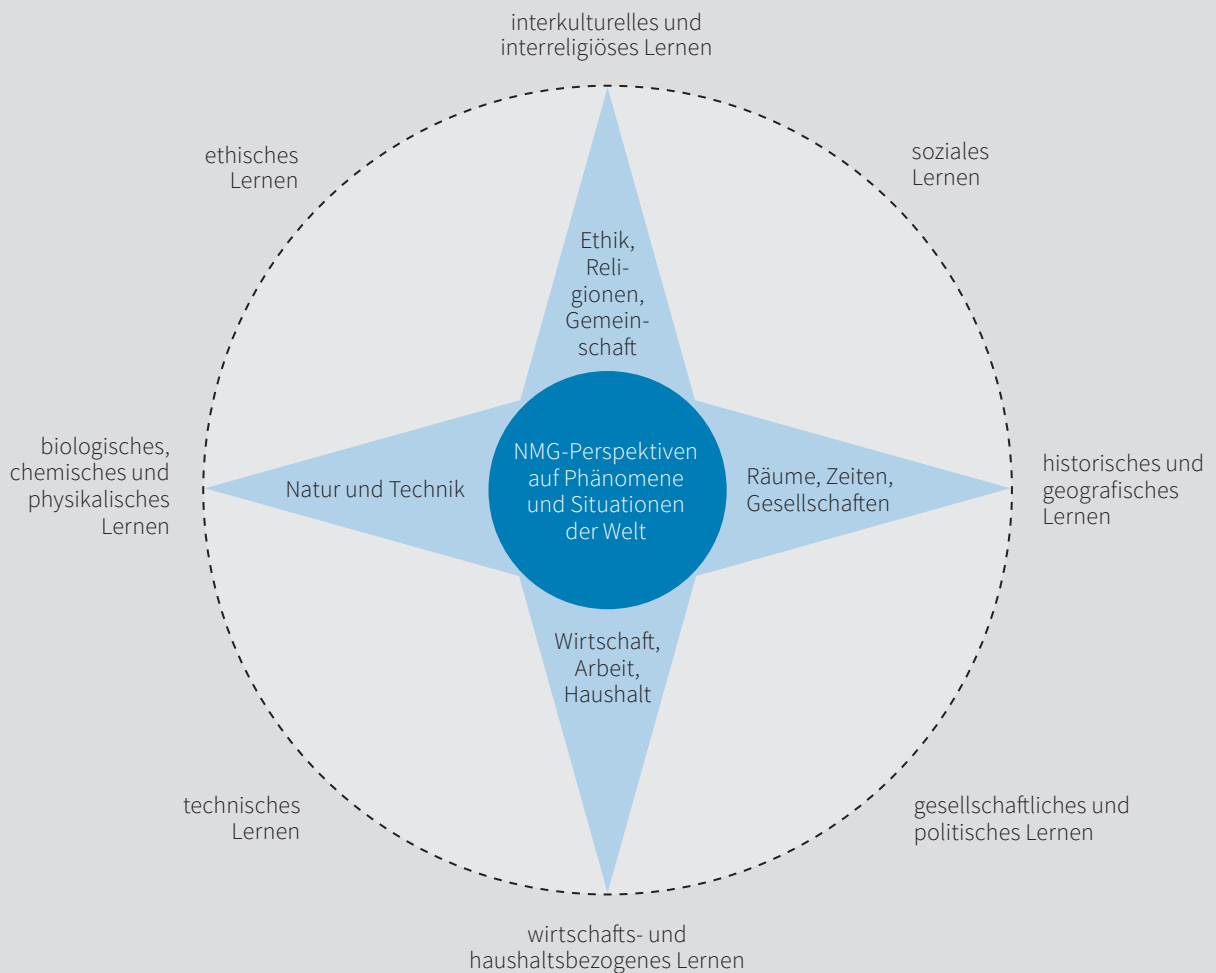 interkulturelles und
interreligiöses Lernen
ethisches
Lernen
soziales
Lernen
Ethik,
Reli-
gionen,
Gemein-
schaft
biologisches,
chemisches und
physikalisches
Lernen
Natur und Technik
NMG-Perspektiven
auf Phänomene
und Situationen
der Welt
Räume, Zeiten,
Gesellschaften
historisches und
geografisches
Lernen
Wirtschaft,
Arbeit,
Haushalt
technisches
Lernen
gesellschaftliches und
politisches Lernen
wirtschafts- und
haushaltsbezogenes Lernen